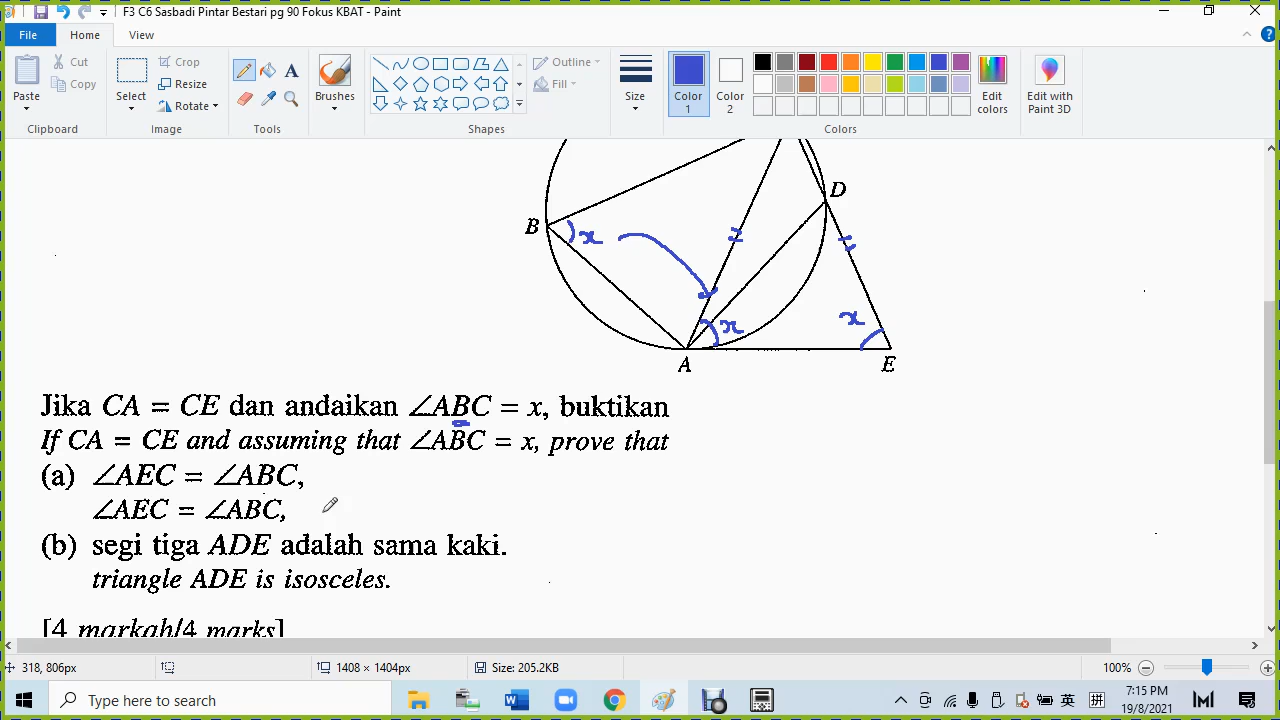 F3 C6 Sasbadi Pintar Bestari pg 90 Fokus KBAT - Paint
File Home View
Paste Cut Copy
Clipboard
Select Crop Resize Rotate
Image
A
Tools
Brushes
Shapes
Outline
Fill
Size
Color 1
Color 2
Colors
Edit colors
Edit with Paint 3D
D
B
x
x
x
A
E
Jika CA = CE dan andaikan ∠ABC = x, buktikan
If CA = CE and assuming that ∠ABC = x, prove that
(a) ∠AEC = ∠ABC,
∠AEC = ∠ABC,
(b) segi tiga ADE adalah sama kaki.
triangle ADE is isosceles.
[4 markah/4 marks]
318, 806px
1408 × 1404px
Size: 205.2KB
100%
Type here to search
英
拼
7:15 PM
19/8/2021